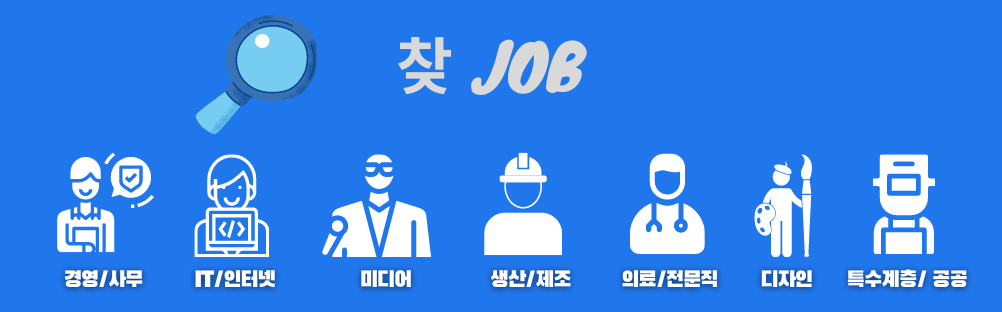 찾 JOB
경영/사무
IT/인터넷
미디어
생산/제조
의료/전문직
디자인
특수계층/ 공공